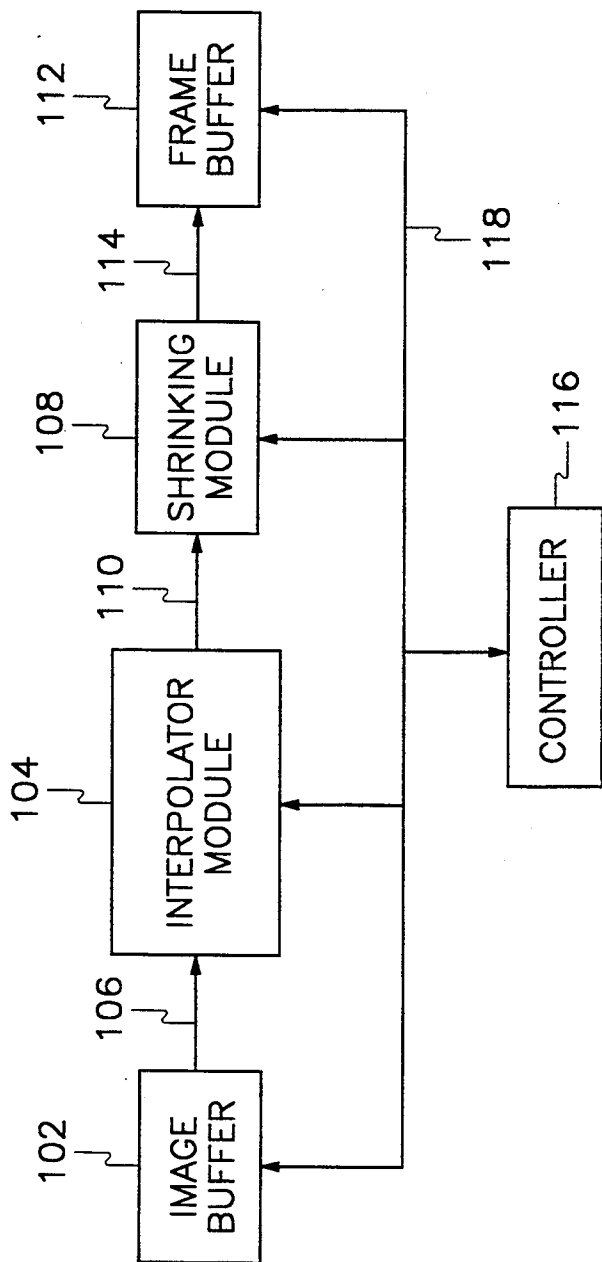 102
IMAGE
BUFFER
106
104
INTERPOLATOR
MODULE
110
108
SHRINKING
MODULE
114
112
FRAME
BUFFER
118
CONTROLLER
116